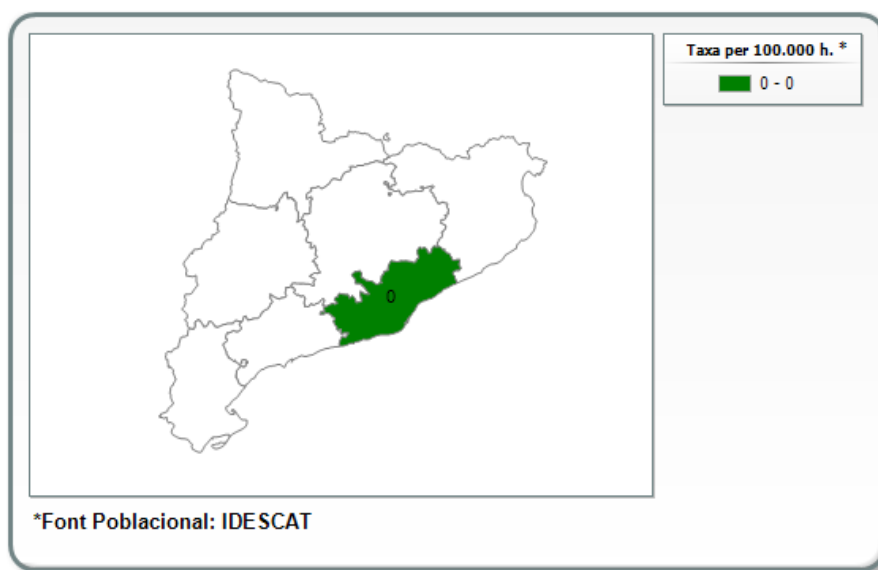 Taxa per 100.000 h. *
0 - 0
0
*Font Poblacional: IDESCAT